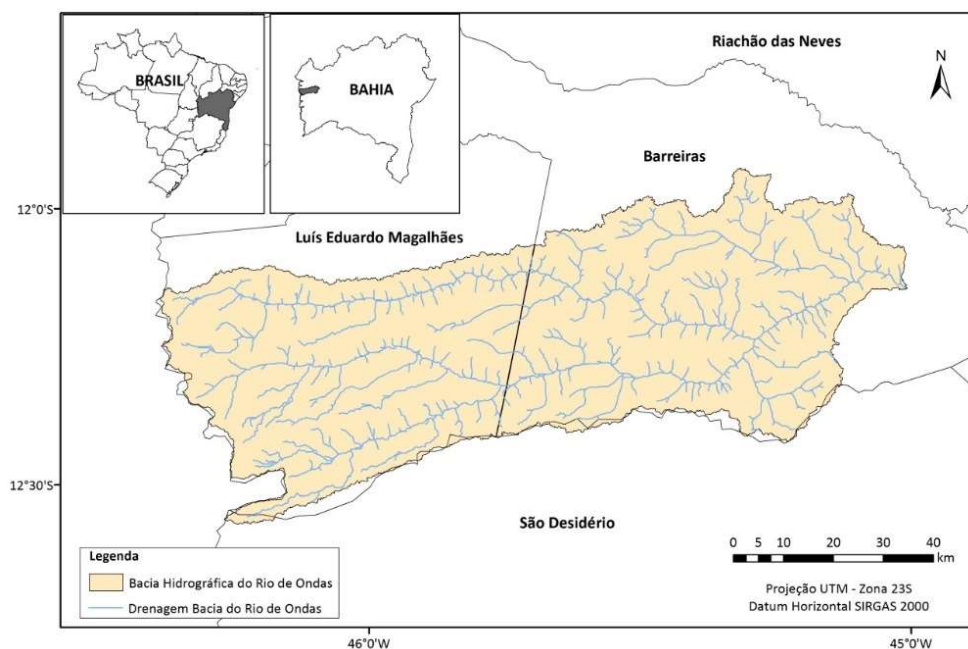 Riachão das Neves
N
BRASIL
BAHIA
Barreiras
12°0'S
Luís Eduardo Magalhães
12°30'S
São Desidério
Legenda
Bacia Hidrográfica do Rio de Ondas
Drenagem Bacia do Rio de Ondas
0 5 10 20 30 40
km
Projeção UTM - Zona 23S
Datum Horizontal SIRGAS 2000
46°0'W
45°0'W